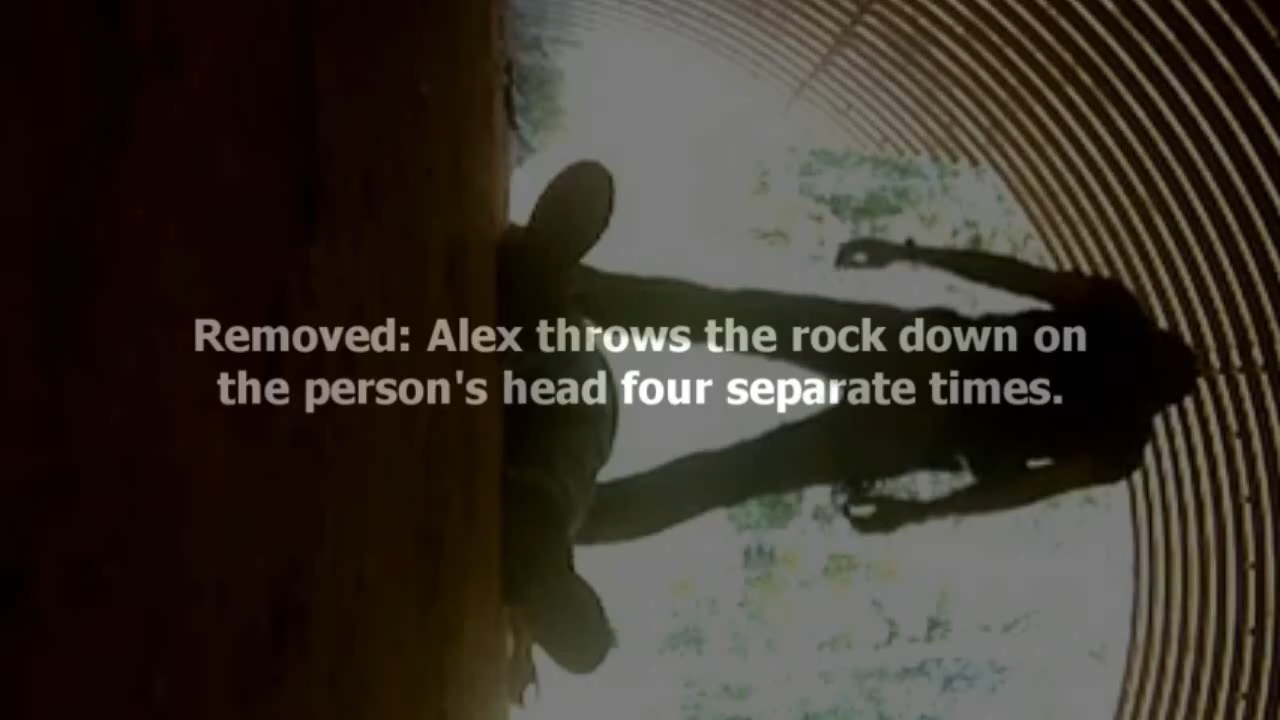 Removed: Alex throws the rock down on
the person's head four separate times.